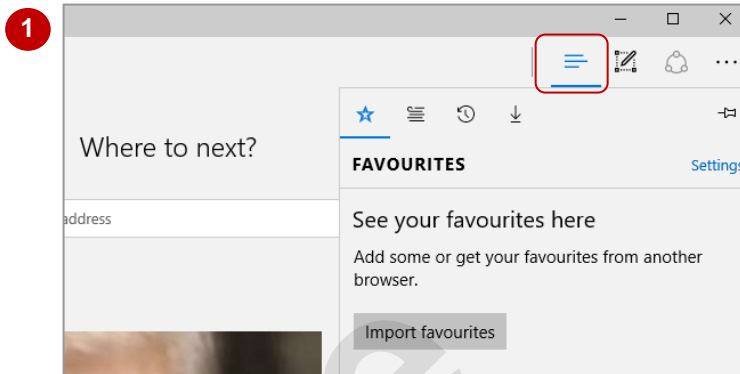 1
Where to next?
FAVOURITES Settings
address
See your favourites here
Add some or get your favourites from another
browser.
Import favourites
e